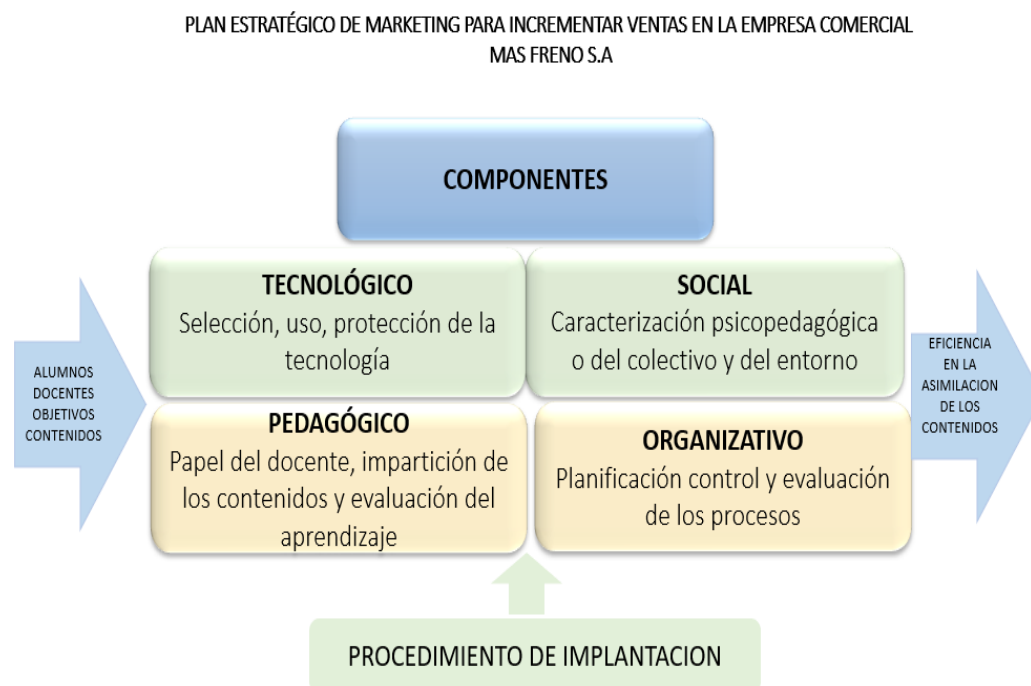 PLAN ESTRATÉGICO DE MARKETING PARA INCREMENTAR VENTAS EN LA EMPRESA COMERCIAL
MAS FRENO S.A
COMPONENTES
TECNOLÓGICO
Selección, uso, protección de la
tecnología
SOCIAL
Caracterización psicopedagógica
o del colectivo y del entorno
ALUMNOS
DOCENTES
OBJETIVOS
CONTENIDOS
EFICIENCIA
EN LA
ASIMILACION
DE LOS
CONTENIDOS
PEDAGÓGICO
Papel del docente, impartición de
los contenidos y evaluación del
aprendizaje
ORGANIZATIVO
Planificación control y evaluación
de los procesos
PROCEDIMIENTO DE IMPLANTACION